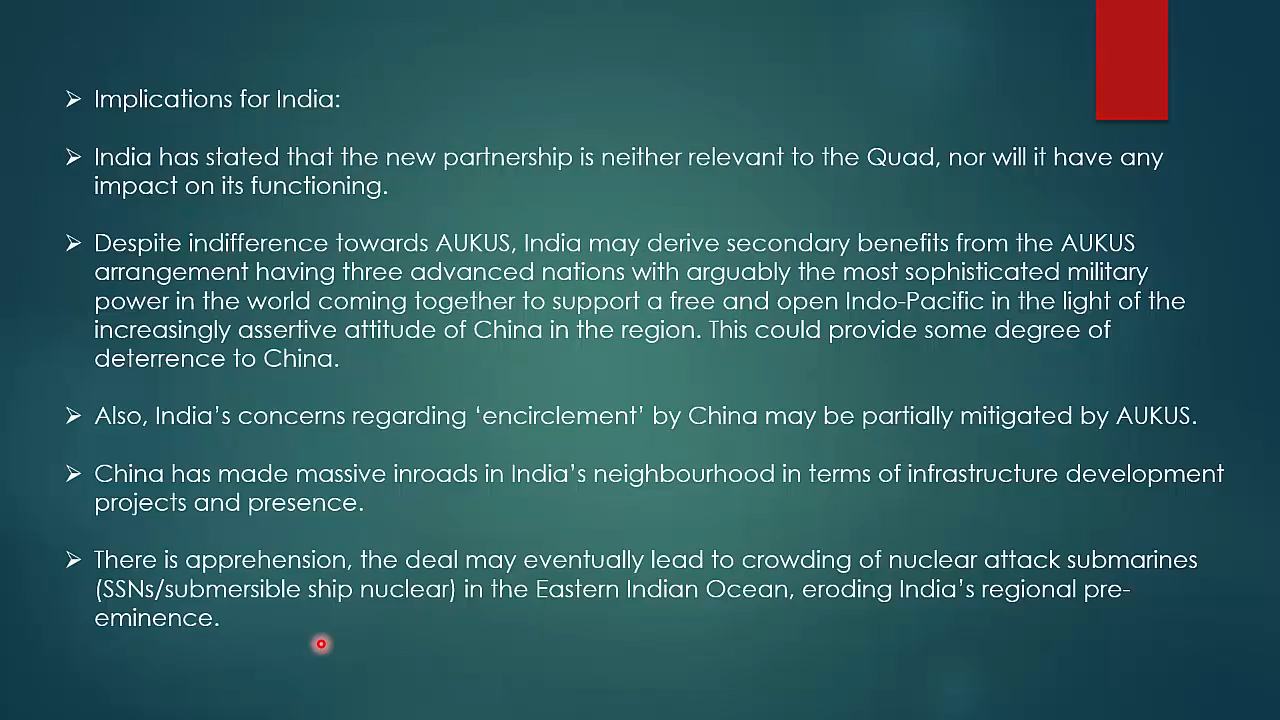 Implications for India:
India has stated that the new partnership is neither relevant to the Quad, nor will it have any
impact on its functioning.
Despite indifference towards AUKUS, India may derive secondary benefits from the AUKUS
arrangement having three advanced nations with arguably the most sophisticated military
power in the world coming together to support a free and open Indo-Pacific in the light of the
increasingly assertive attitude of China in the region. This could provide some degree of
deterrence to China.
Also, India’s concerns regarding ‘encirclement’ by China may be partially mitigated by AUKUS.
China has made massive inroads in India’s neighbourhood in terms of infrastructure development
projects and presence.
There is apprehension, the deal may eventually lead to crowding of nuclear attack submarines
(SSNs/submersible ship nuclear) in the Eastern Indian Ocean, eroding India’s regional pre-
eminence.